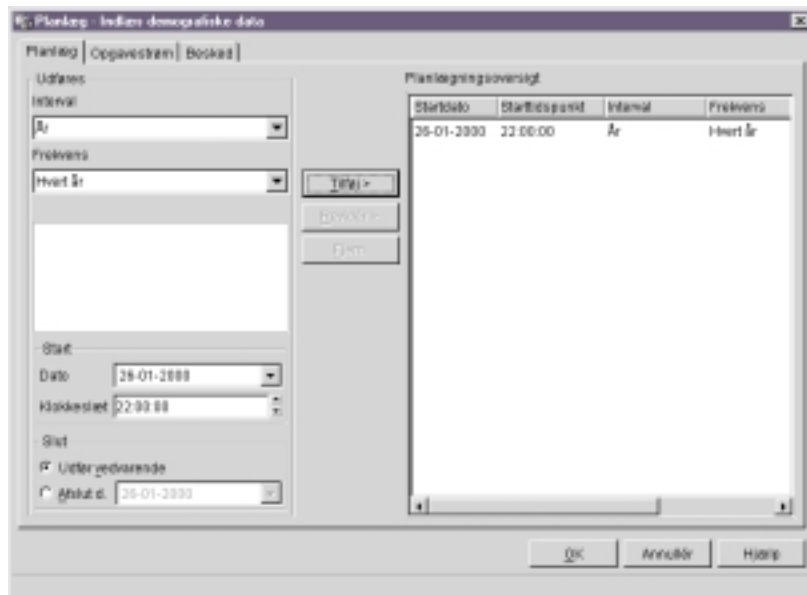 Planlæg - Indlæs demografiske data
Planlæg Opgavestrøm Besked
Udføres
Interval
År
Frekvens
Hvert år
Tilføj >
Revidér >
Fjern
Start
Dato 26-01-2000
Klokkeslæt 22:00:00
Slut
Udfør vedvarende
Afslut d. 26-01-2000
Planlægningsoversigt
Startdato Starttidspunkt Interval Frekvens
26-01-2000 22:00:00 År Hvert år
OK Annullér Hjælp